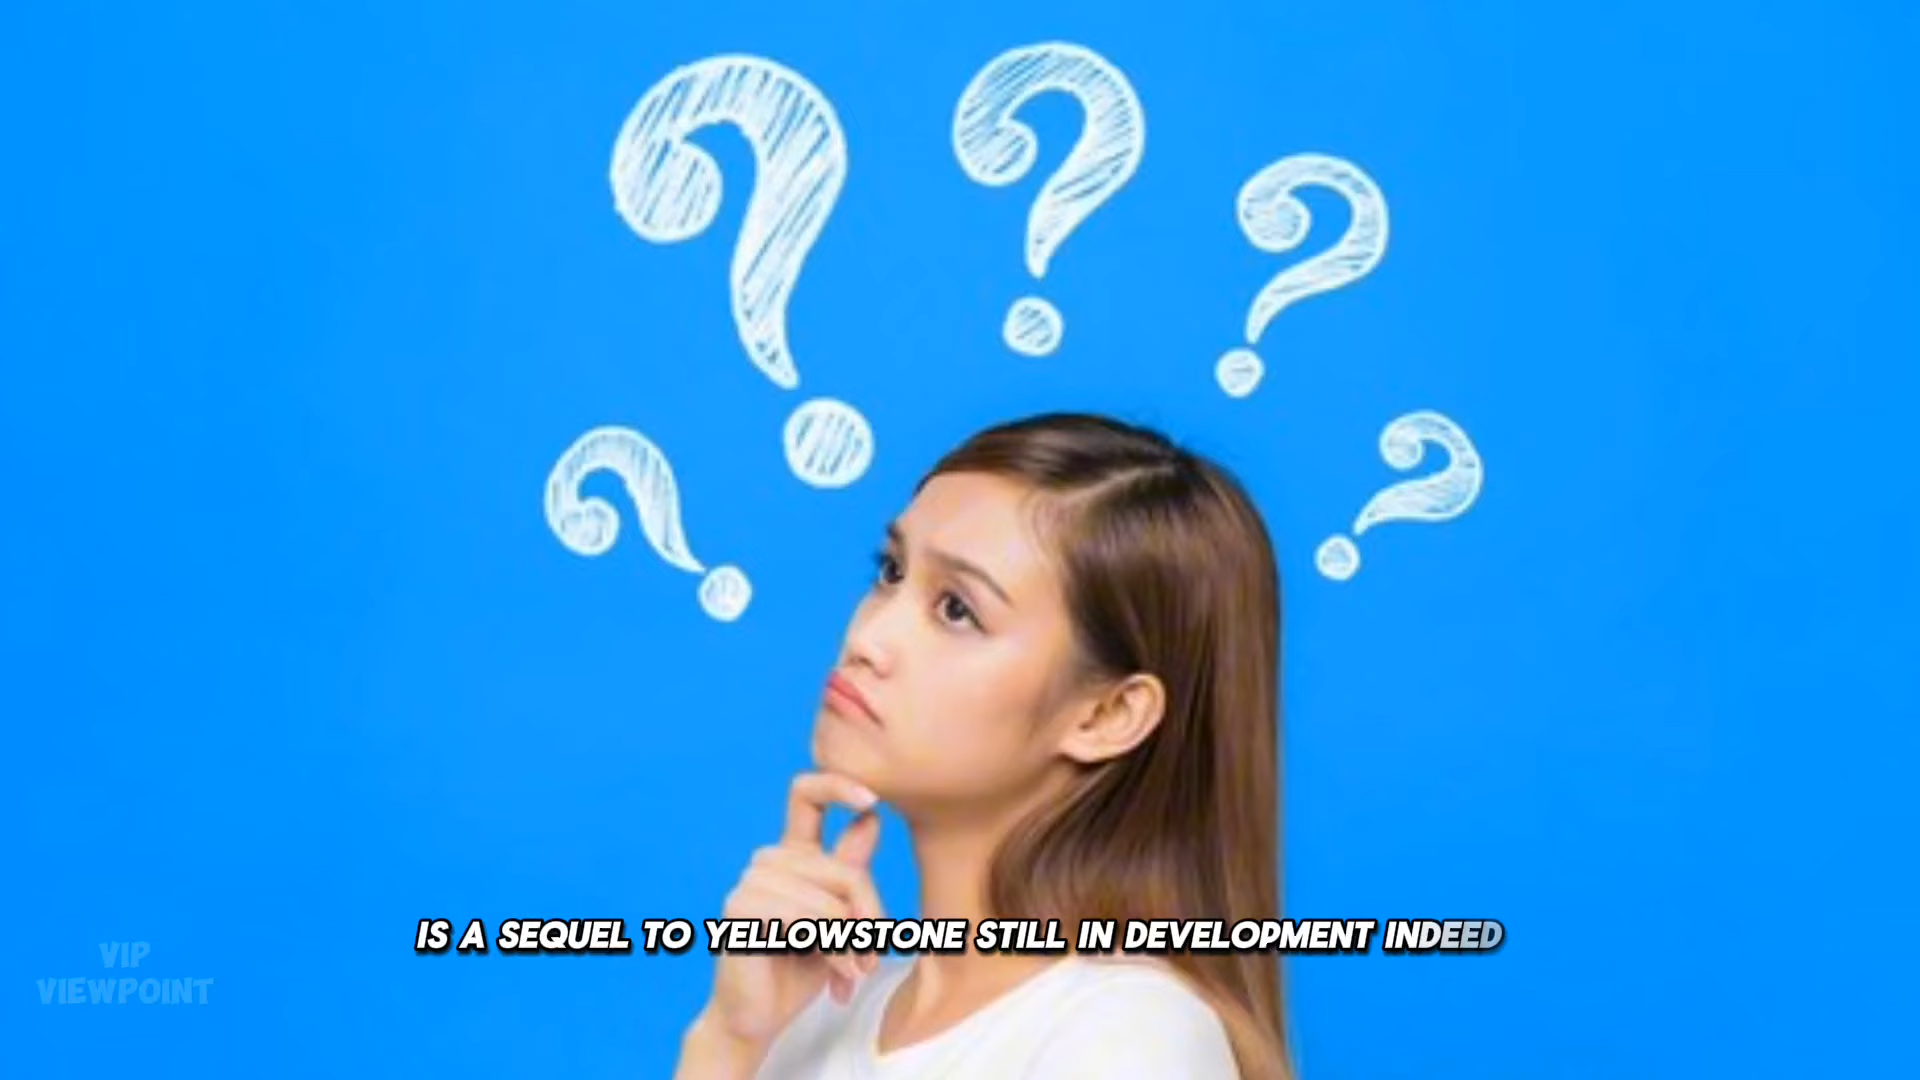 IS A SEQUEL TO YELLOWSTONE STILL IN DEVELOPMENT INDEED
VIP
VIEWPOINT